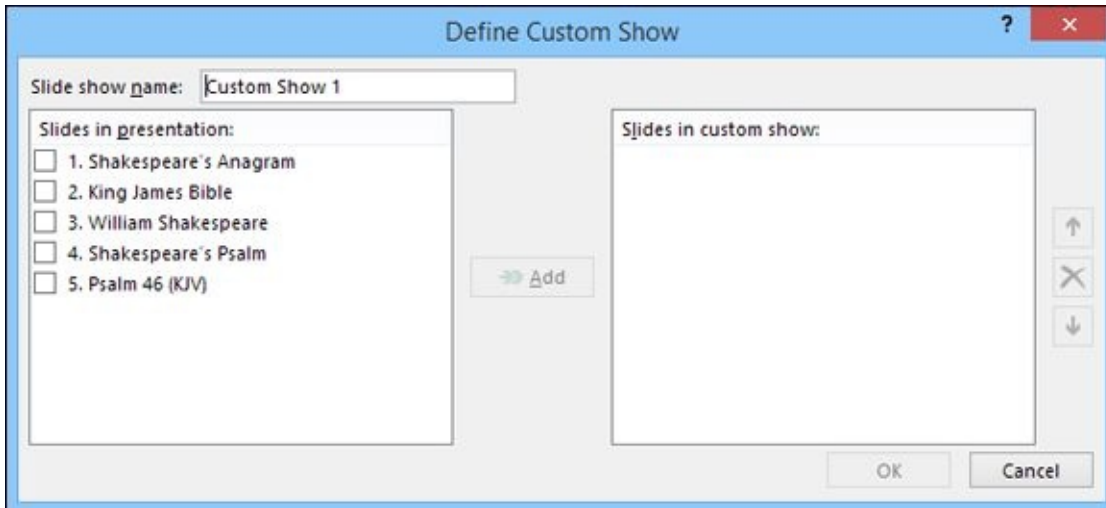 Define Custom Show
?
Slide show name: Custom Show 1
Slides in presentation:
1. Shakespeare's Anagram
2. King James Bible
3. William Shakespeare
4. Shakespeare's Psalm
5. Psalm 46 (KJV)
Add
Slides in custom show:
OK
Cancel